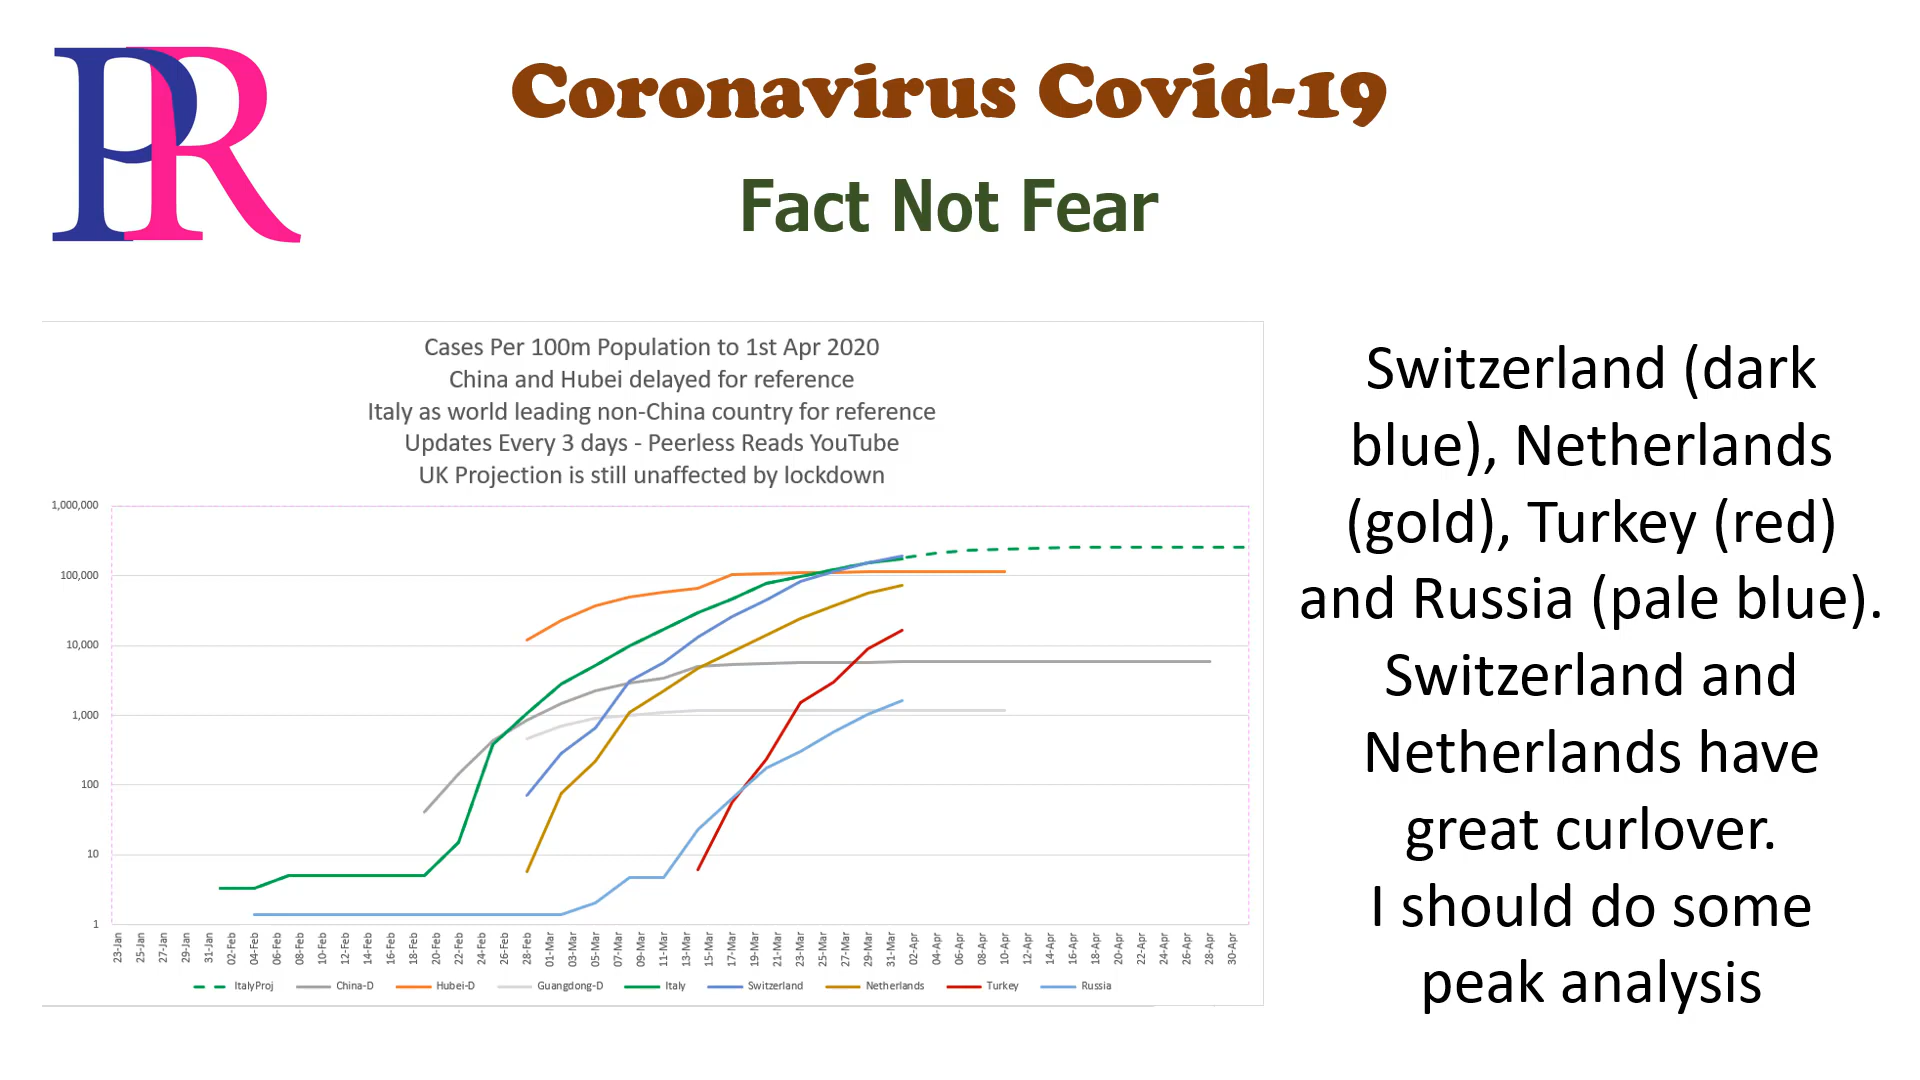 PR
Coronavirus Covid-19
Fact Not Fear
Cases Per 100m Population to 1st Apr 2020
China and Hubei delayed for reference
Italy as world leading non-China country for reference
Updates Every 3 days - Peerless Reads YouTube
UK Projection is still unaffected by lockdown
1,000,000
100,000
10,000
1,000
100
10
1
23-Jan 25-Jan 27-Jan 29-Jan 31-Jan 02-Feb 04-Feb 06-Feb 08-Feb 10-Feb 12-Feb 14-Feb 16-Feb 18-Feb 20-Feb 22-Feb 24-Feb 26-Feb 28-Feb 01-Mar 03-Mar 05-Mar 07-Mar 09-Mar 11-Mar 13-Mar 15-Mar 17-Mar 19-Mar 21-Mar 23-Mar 25-Mar 27-Mar 29-Mar 31-Mar 02-Apr 04-Apr 06-Apr 08-Apr 10-Apr 12-Apr 14-Apr 16-Apr 18-Apr 20-Apr 22-Apr 24-Apr 26-Apr 28-Apr 30-Apr
ItalyProj China-D Hubei-D Guangdong-D Italy Switzerland Netherlands Turkey Russia
Switzerland (dark
blue), Netherlands
(gold), Turkey (red)
and Russia (pale blue).
Switzerland and
Netherlands have
great curlover.
I should do some
peak analysis